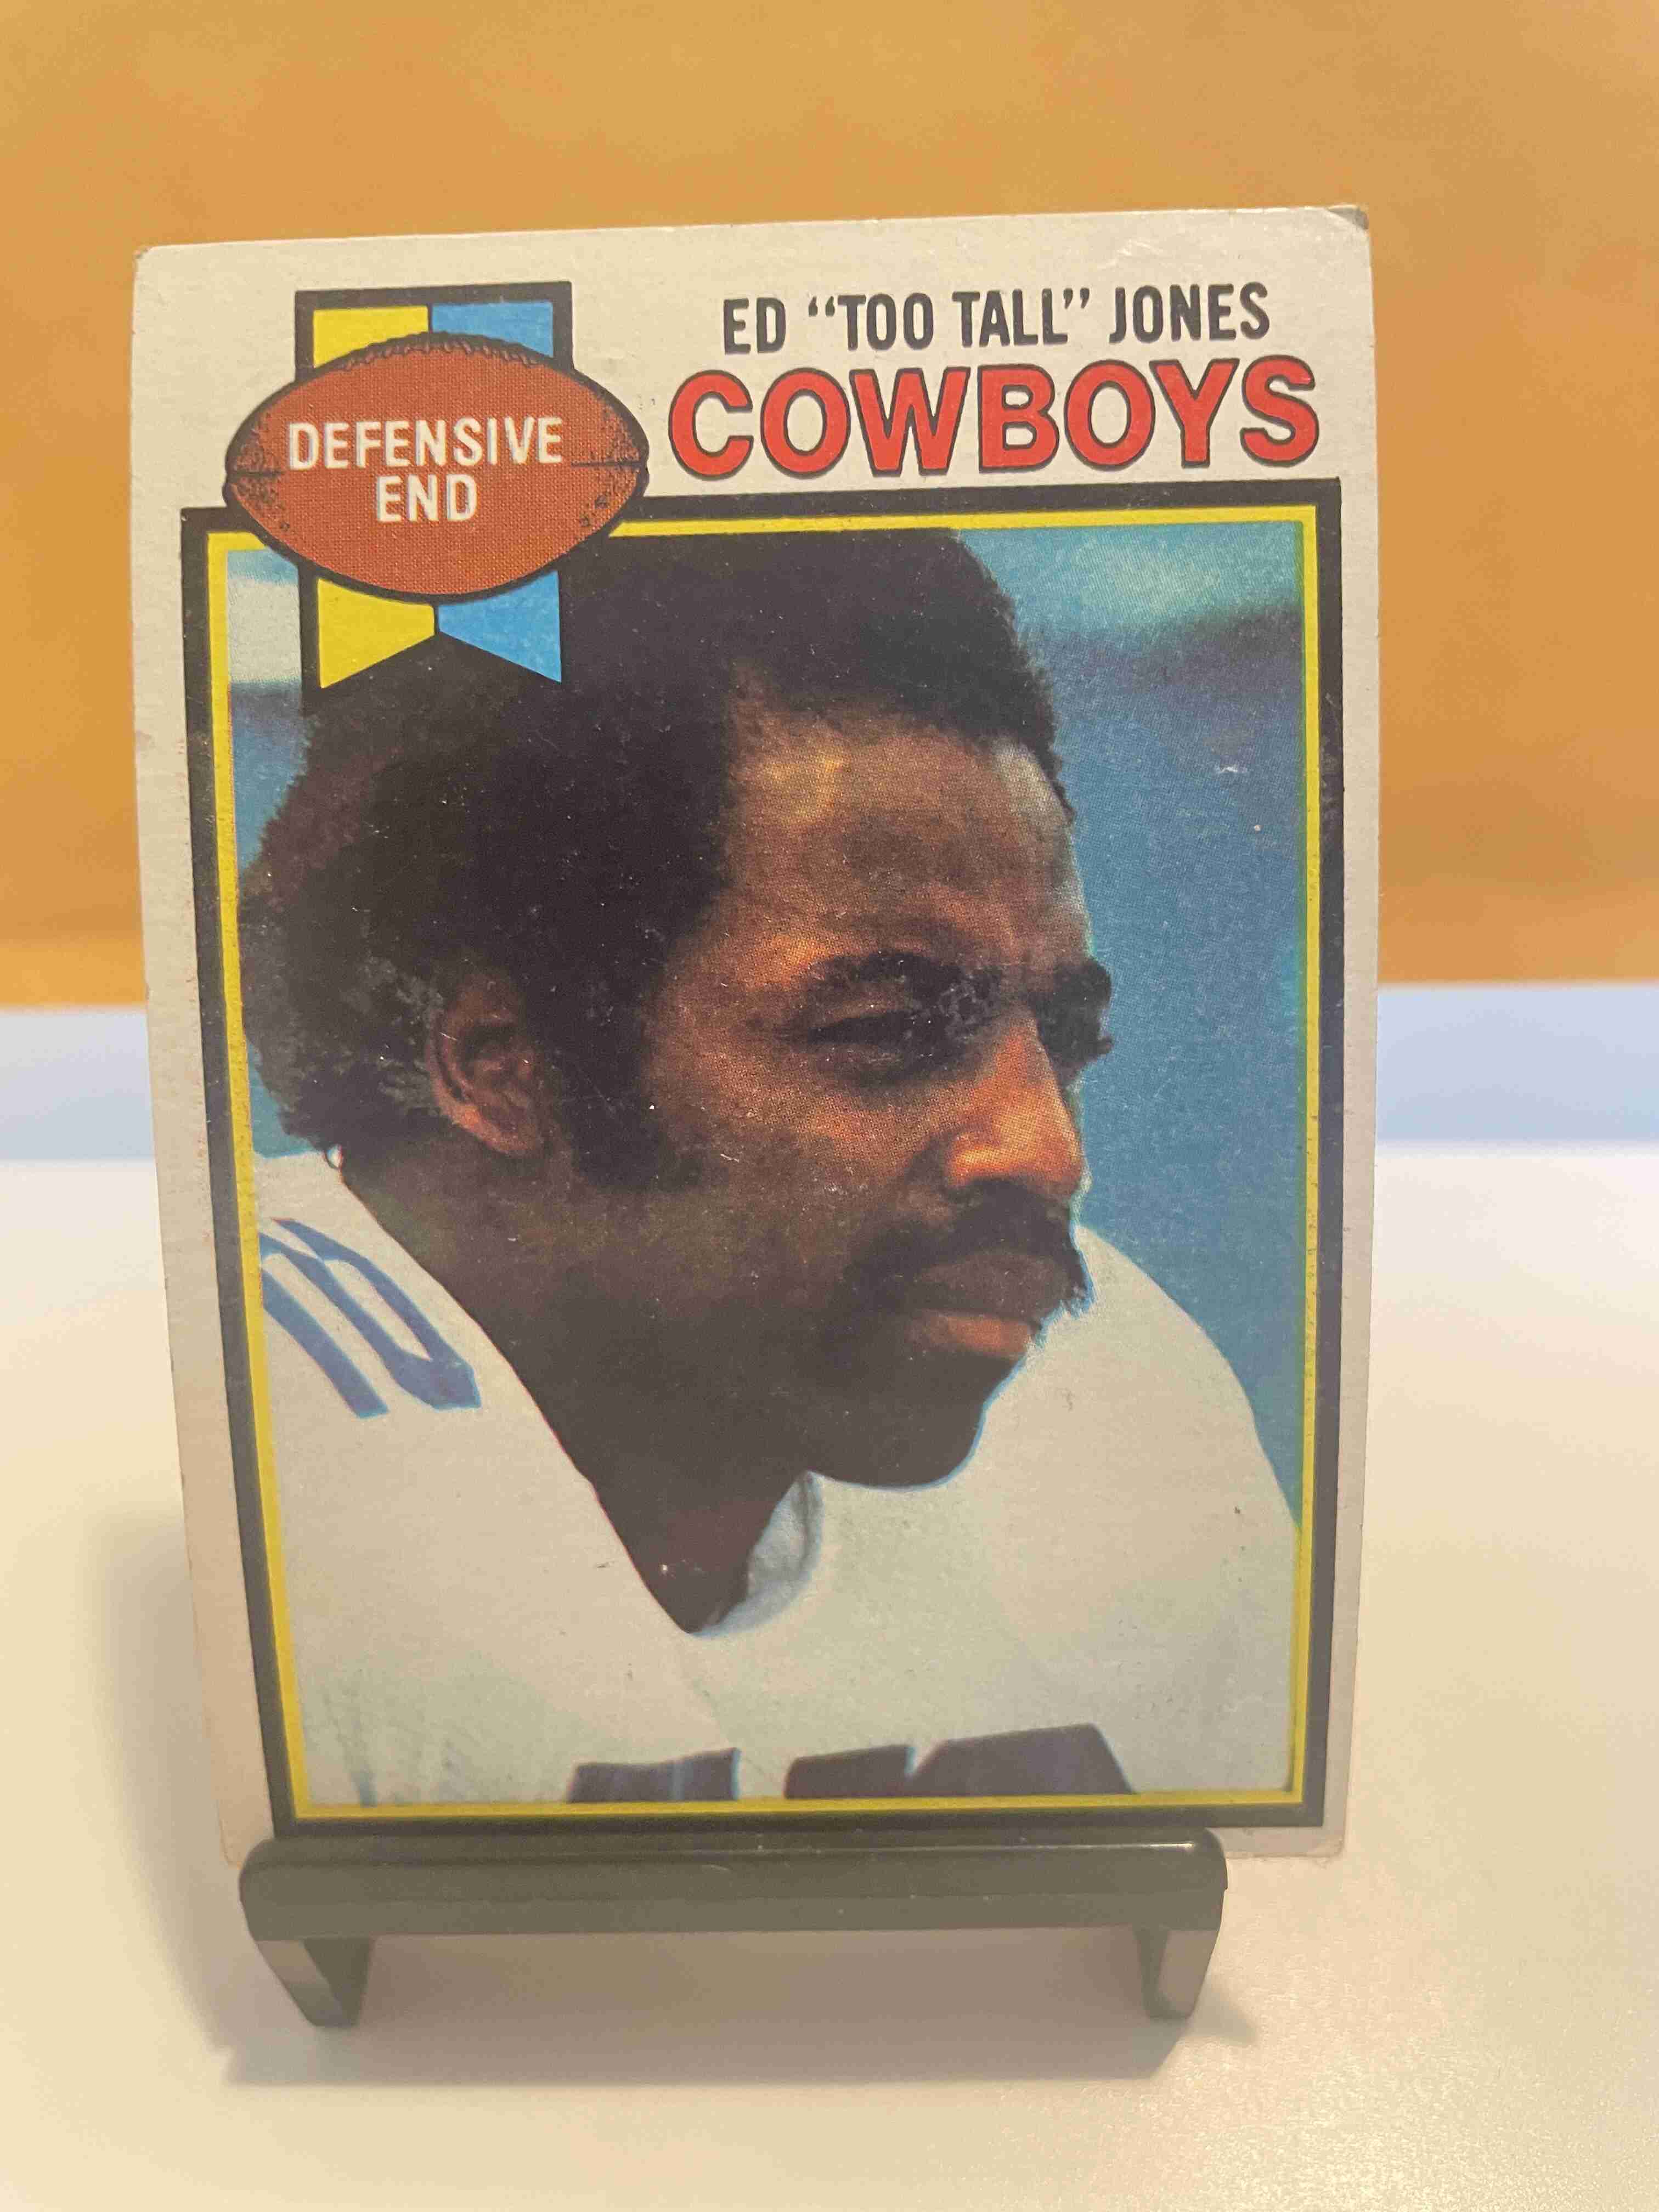 ED “TOO TALL” JONES
COWBOYS
DEFENSIVE
END